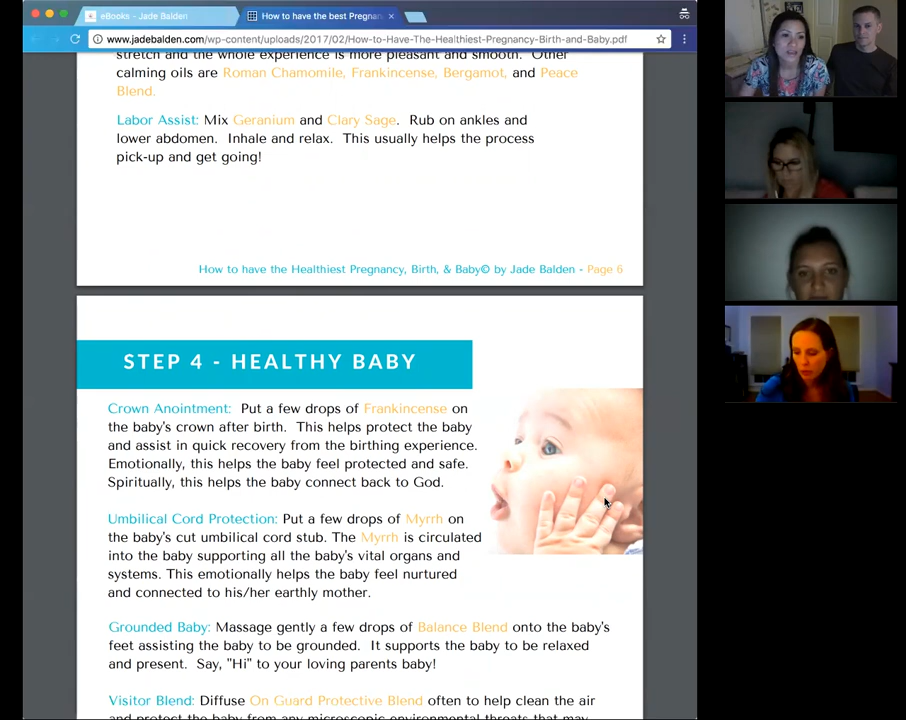 eBooks - Jade Balden
How to have the best Pregnan
www.jadebalden.com/wp-content/uploads/2017/02/How-to-Have-The-Healthiest-Pregnancy-Birth-and-Baby.pdf
stretch and the whole experience is more pleasant and smooth. Other
calming oils are Roman Chamomile, Frankincense, Bergamot, and Peace
Blend.
Labor Assist: Mix Geranium and Clary Sage. Rub on ankles and
lower abdomen. Inhale and relax. This usually helps the process
pick-up and get going!
How to have the Healthiest Pregnancy, Birth, & Baby© by Jade Balden - Page 6
STEP 4 - HEALTHY BABY
Crown Anointment: Put a few drops of Frankincense on
the baby's crown after birth. This helps protect the baby
and assist in quick recovery from the birthing experience.
Emotionally, this helps the baby feel protected and safe.
Spiritually, this helps the baby connect back to God.
Umbilical Cord Protection: Put a few drops of Myrrh on
the baby's cut umbilical cord stub. The Myrrh is circulated
into the baby supporting all the baby's vital organs and
systems. This emotionally helps the baby feel nurtured
and connected to his/her earthly mother.
Grounded Baby: Massage gently a few drops of Balance Blend onto the baby's
feet assisting the baby to be grounded. It supports the baby to be relaxed
and present. Say, "Hi" to your loving parents baby!
Visitor Blend: Diffuse On Guard Protective Blend often to help clean the air
and protect the baby from any microscopic environmental threats that may